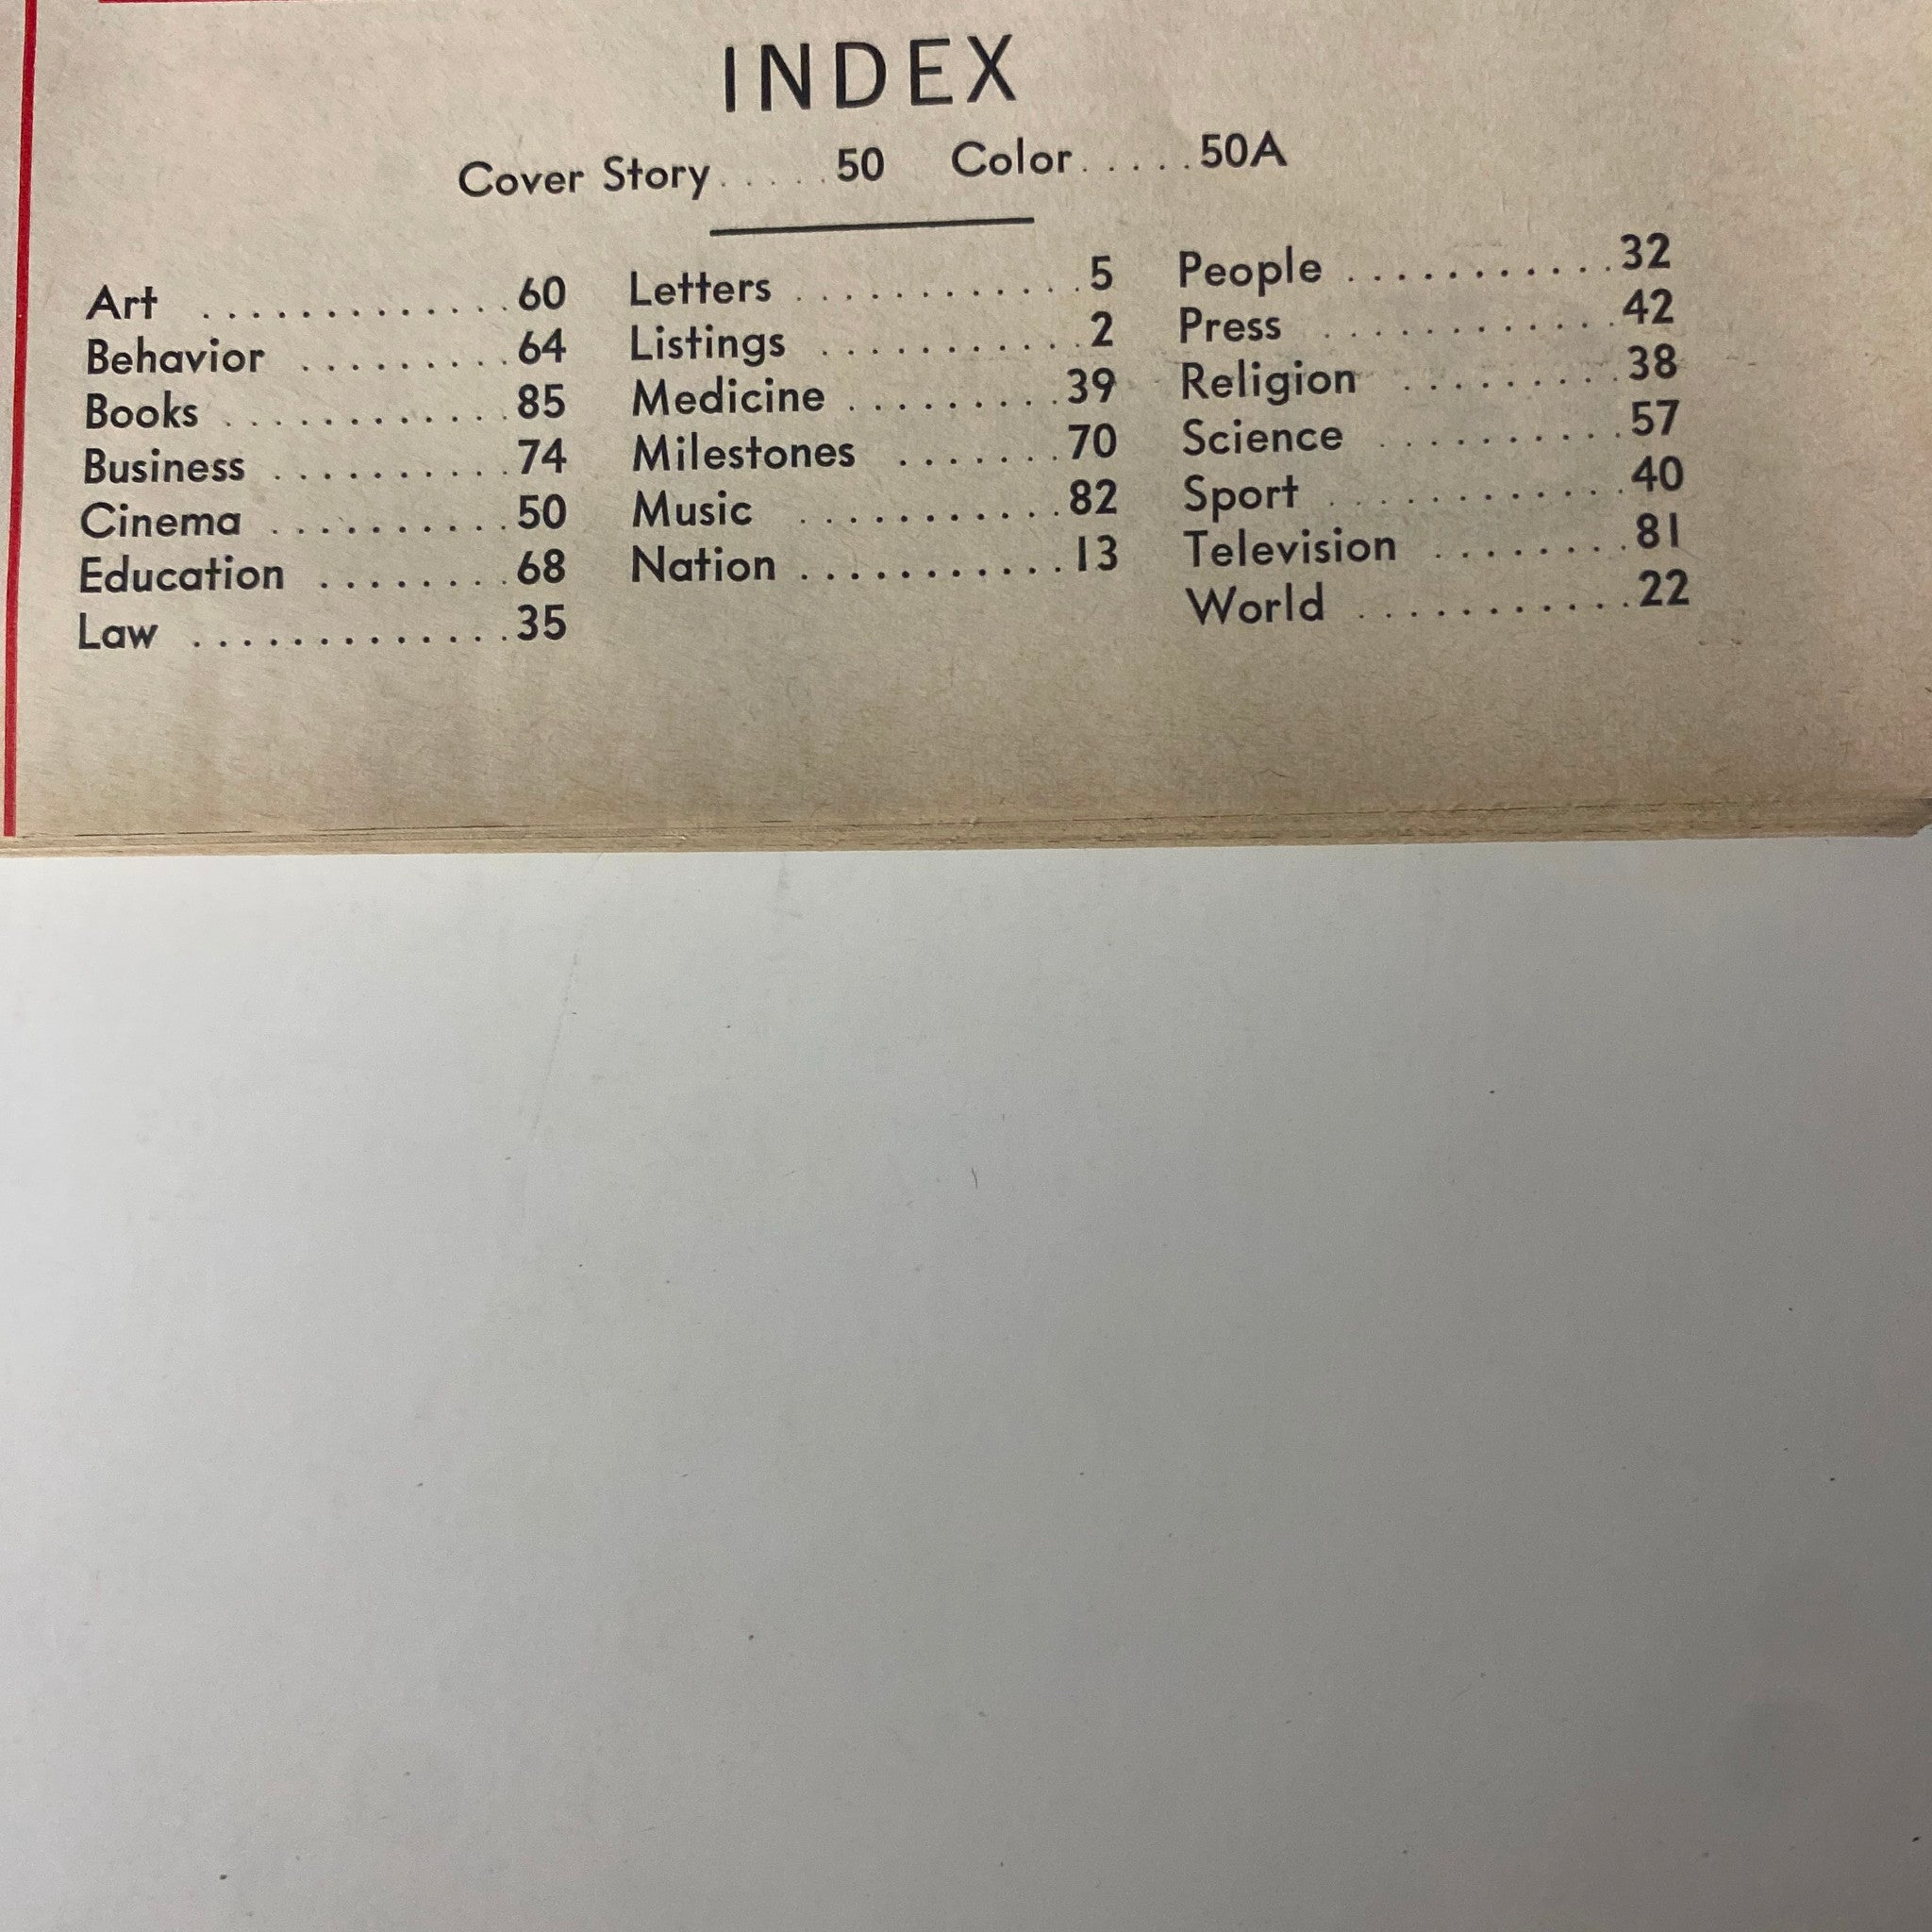 INDEX
Cover Story.....50 Color.....50A
Art .............60
Behavior .........64
Books ...........85
Business ..........74
Cinema ..........50
Education ........68
Law .............35
Letters ...........5
Listings ...........2
Medicine .........39
Milestones .......70
Music ...........82
Nation ...........13
People ...........32
Press ............42
Religion .........38
Science ..........57
Sport ............40
Television ........81
World ...........22